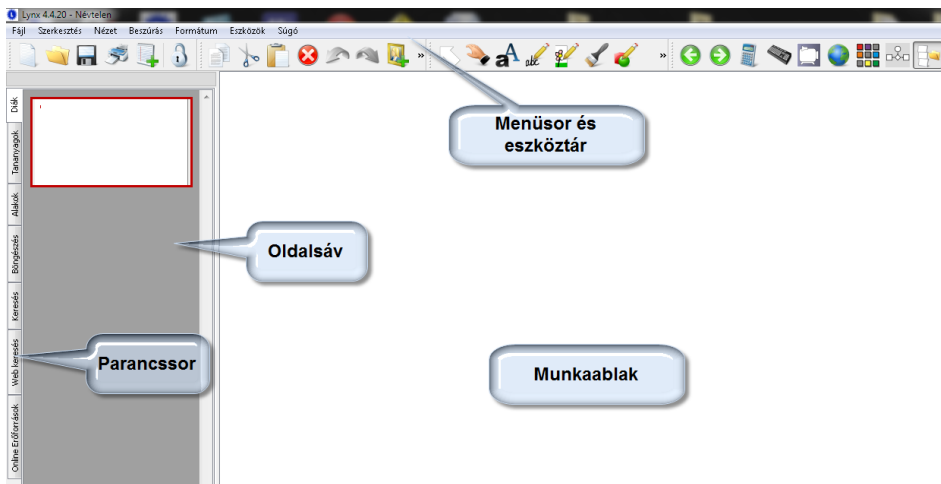 Lynx 4.4.20 - Névtelen
Fájl Szerkesztés Nézet Beszúrás Formátum Eszközök Súgó
Menüsor és
eszköztár
Diák
Tananyagok
Alakok
Böngészés
Keresés
Web keresés
Online Erőforrások
Oldalsáv
Parancssor
Munkaablak